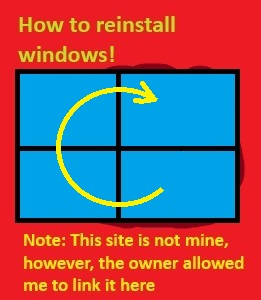 How to reinstall
windows!
Note: This site is not mine,
however, the owner allowed
me to link it here